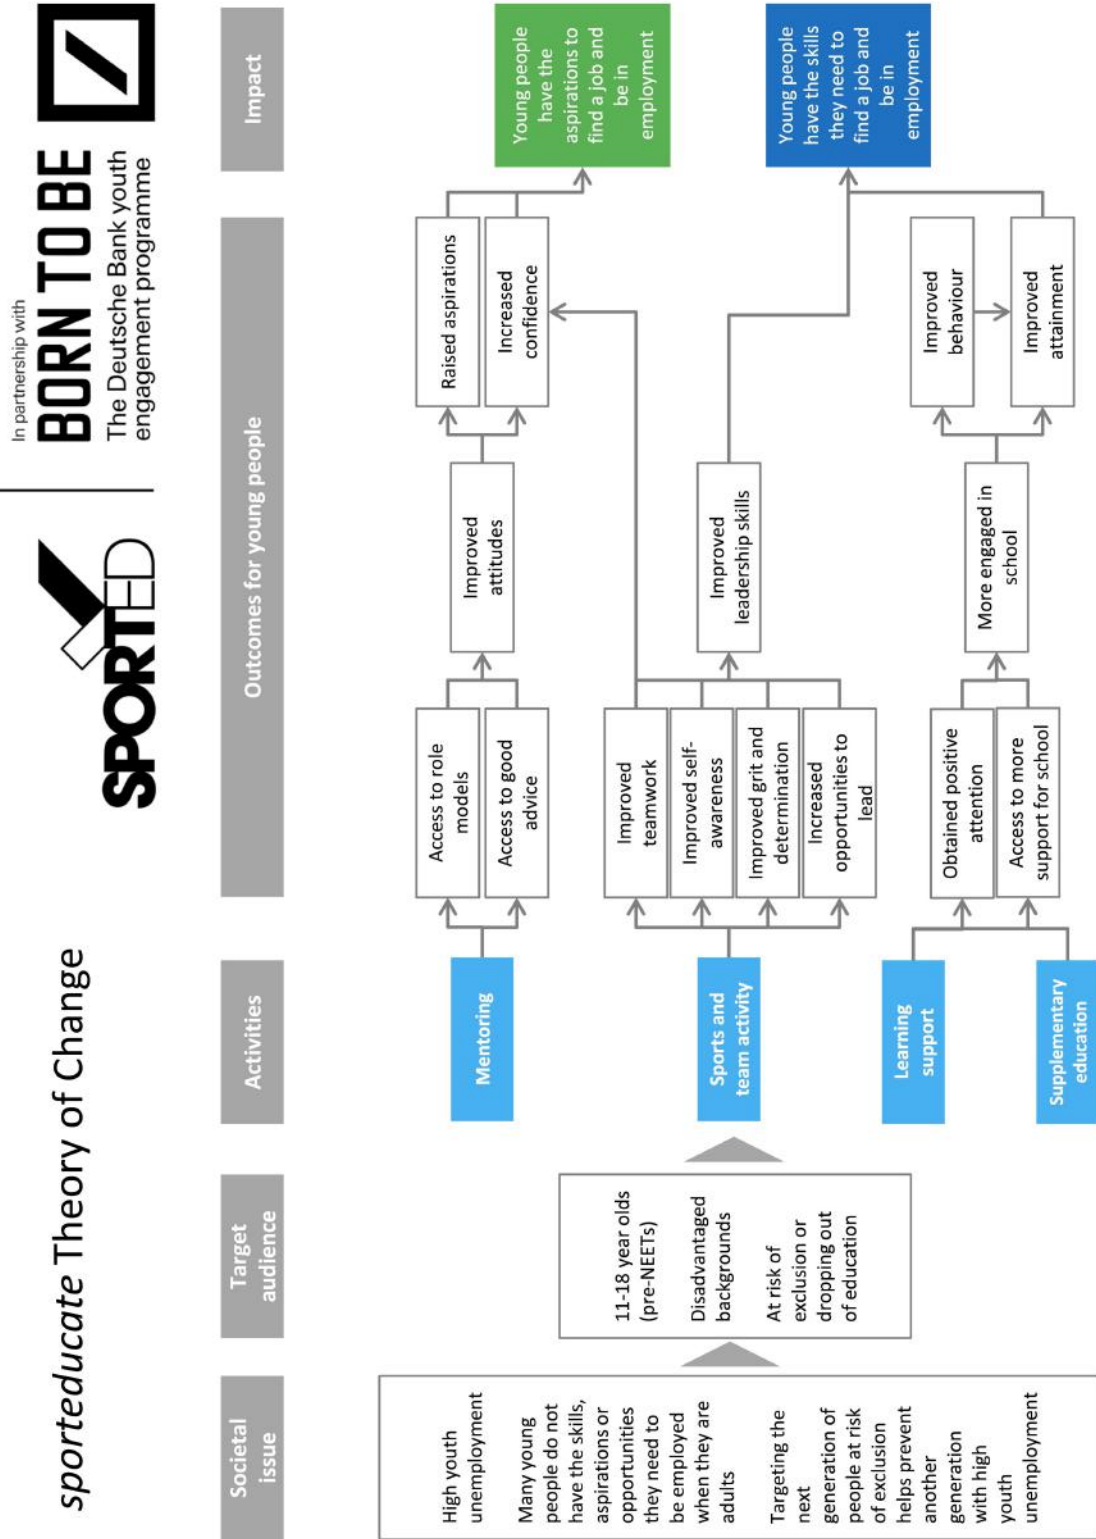 sporteducate Theory of Change
SPORTED
In partnership with
BORN TO BE
The Deutsche Bank youth
engagement programme
Societal
issue
Target
audience
Activities
Outcomes for young people
Impact
High youth
unemployment
Many young
people do not
have the skills,
aspirations or
opportunities
they need to
be employed
when they are
adults
Targeting the
next
generation of
people at risk
of exclusion
helps prevent
another
generation
with high
youth
unemployment
11-18 year olds
(pre-NEETs)
Disadvantaged
backgrounds
At risk of
exclusion or
dropping out
of education
Mentoring
Sports and
team activity
Learning
support
Supplementary
education
Access to role
models
Access to good
advice
Improved
teamwork
Improved self-
awareness
Improved grit and
determination
Increased
opportunities to
lead
Obtained positive
attention
Access to more
support for school
Improved
attitudes
Improved
leadership skills
More engaged in
school
Raised aspirations
Increased
confidence
Improved
behaviour
Improved
attainment
Young people
have the
aspirations to
find a job and
be in
employment
Young people
have the skills
they need to
find a job and
be in
employment